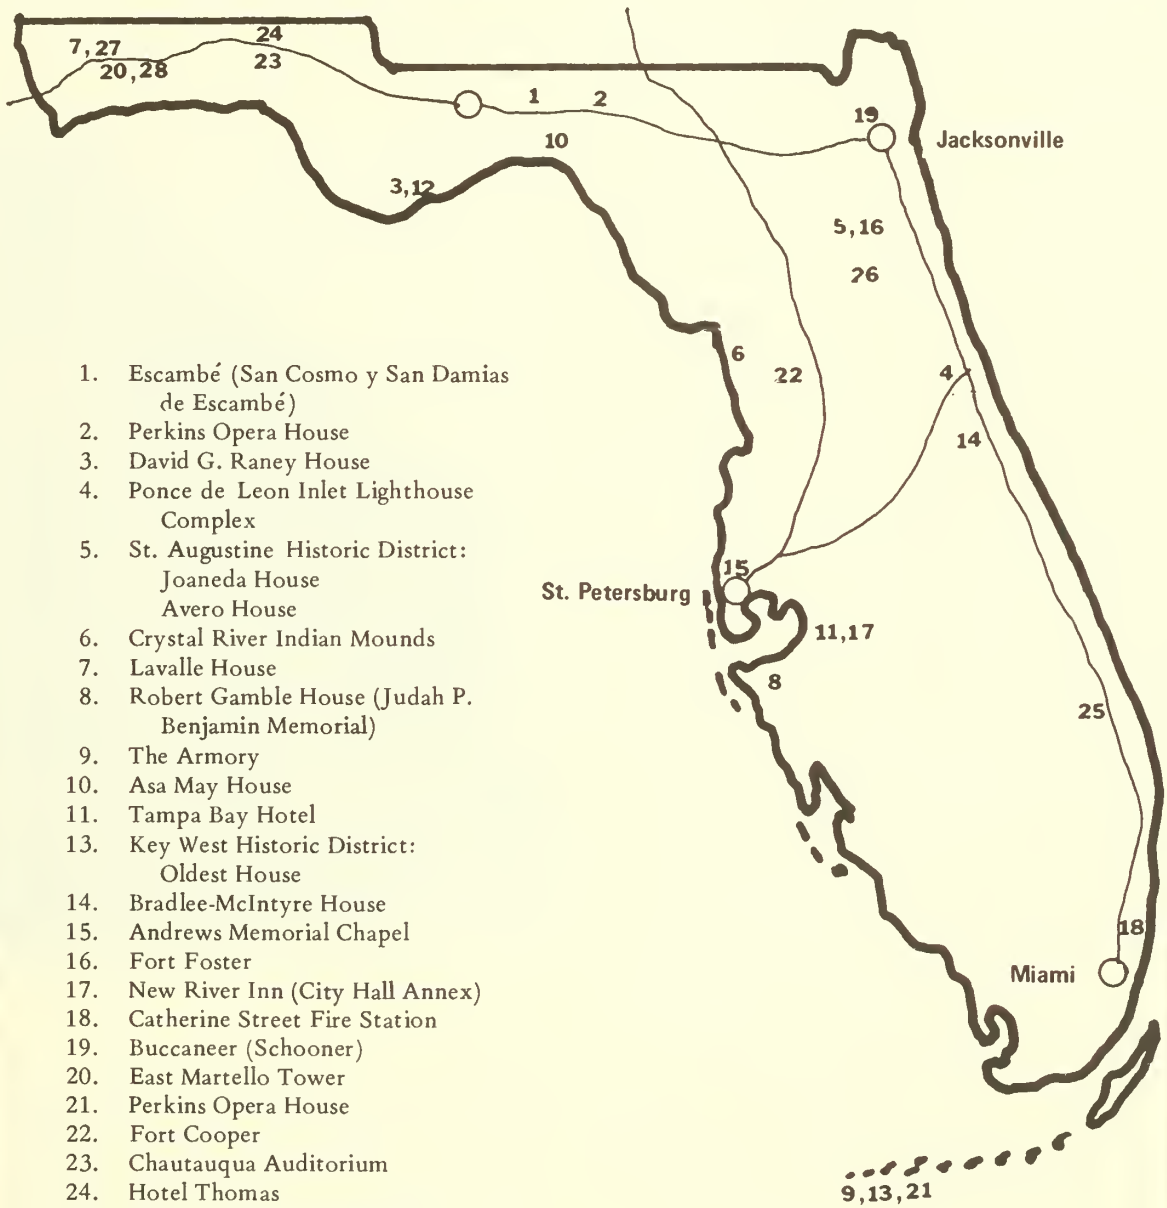 7,27
24
20,28
23
1
2
19
Jacksonville
10
3,12
5,16
26
6
22
4
14
15
St. Petersburg
11,17
8
25
18
Miami
9,13,21
1. Escambé (San Cosmo y San Damias
de Escambé)
2. Perkins Opera House
3. David G. Raney House
4. Ponce de Leon Inlet Lighthouse
Complex
5. St. Augustine Historic District:
Joaneda House
Avero House
6. Crystal River Indian Mounds
7. Lavalle House
8. Robert Gamble House (Judah P.
Benjamin Memorial)
9. The Armory
10. Asa May House
11. Tampa Bay Hotel
13. Key West Historic District:
Oldest House
14. Bradlee-McIntyre House
15. Andrews Memorial Chapel
16. Fort Foster
17. New River Inn (City Hall Annex)
18. Catherine Street Fire Station
19. Buccaneer (Schooner)
20. East Martello Tower
21. Perkins Opera House
22. Fort Cooper
23. Chautauqua Auditorium
24. Hotel Thomas